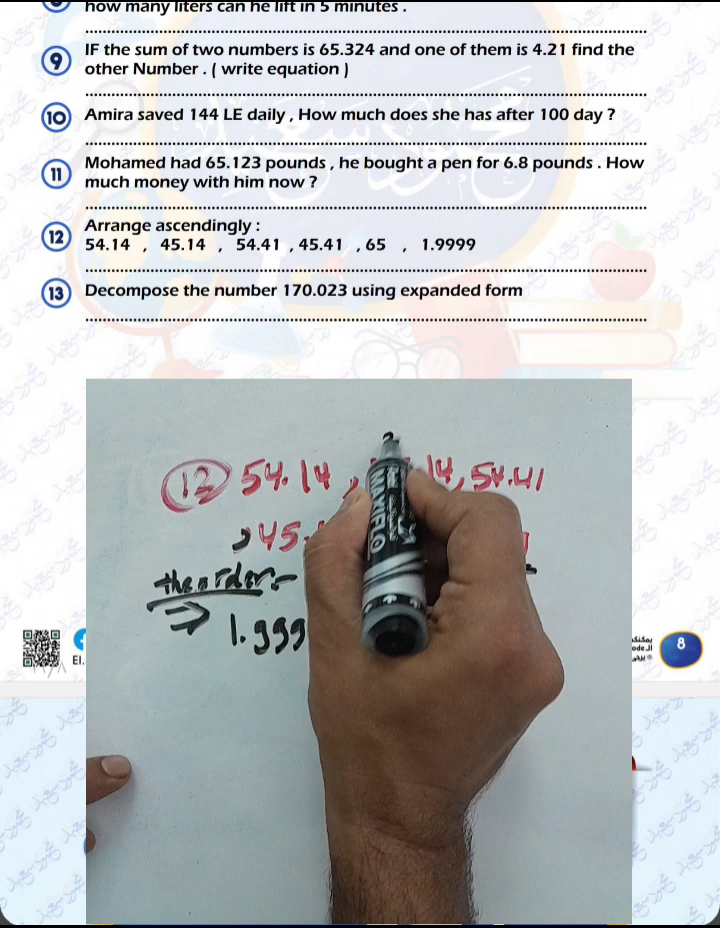 how many liters can he lift in 5 minutes .
9 IF the sum of two numbers is 65.324 and one of them is 4.21 find the
other Number . ( write equation )
10 Amira saved 144 LE daily , How much does she has after 100 day ?
11 Mohamed had 65.123 pounds , he bought a pen for 6.8 pounds . How
much money with him now ?
12 Arrange ascendingly :
54.14 , 45.14 , 54.41 , 45.41 , 65 , 1.9999
13 Decompose the number 170.023 using expanded form
12 54.14 , 14, 54.41
, 45.
the order:-
⇒ 1.999
El.
8